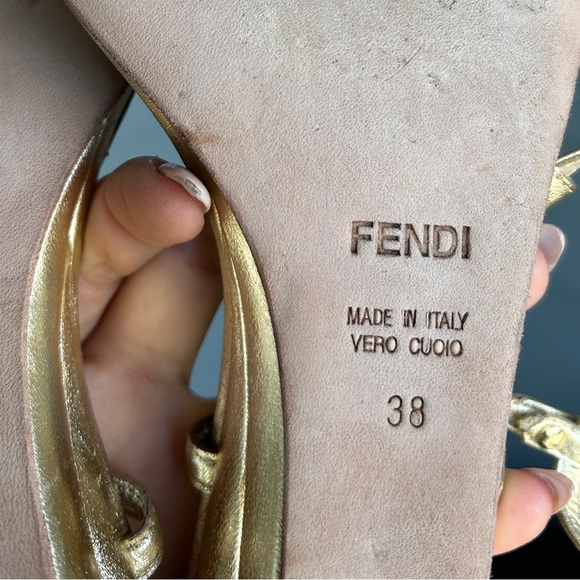 FENDI
MADE IN ITALY
VERO CUOIO
38